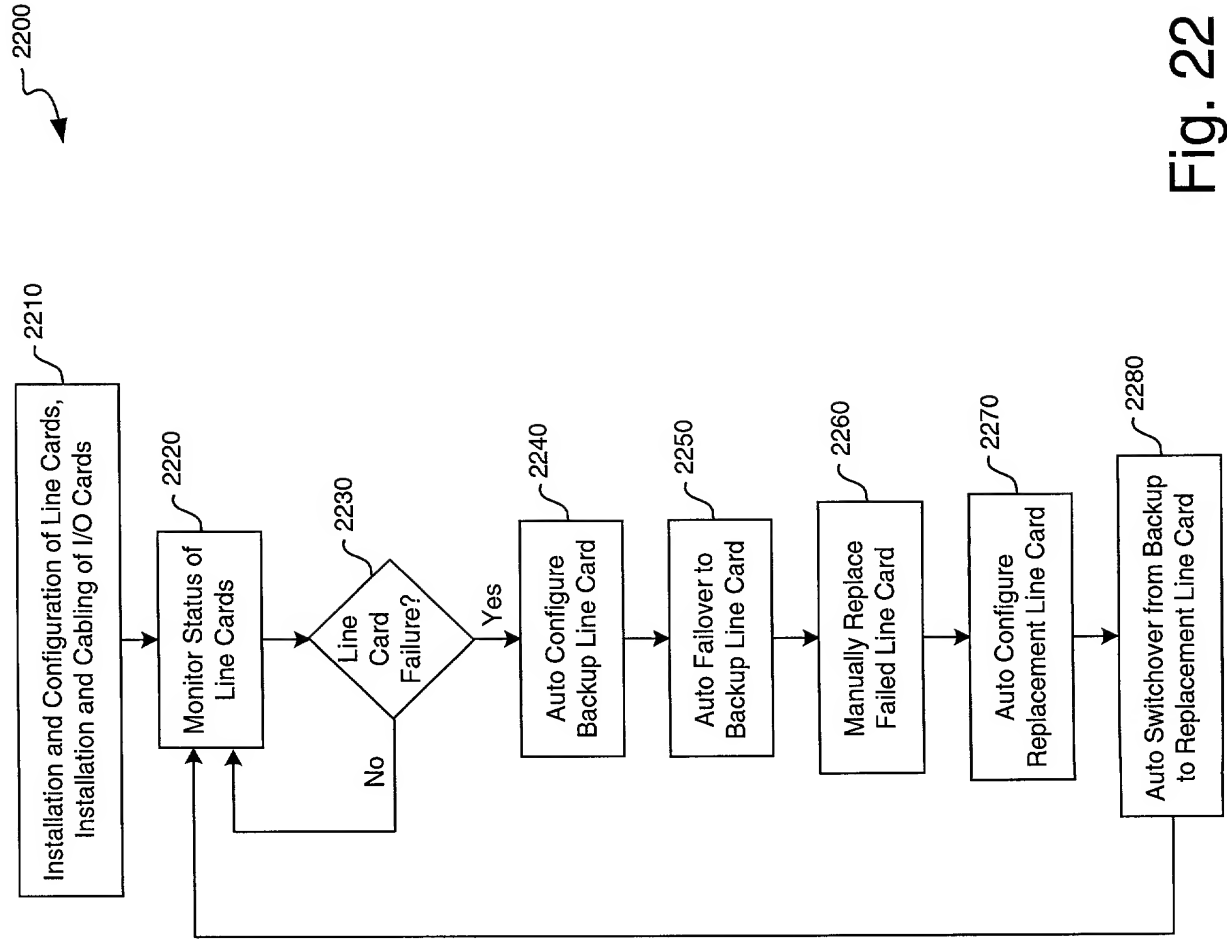 2200
2210
Installation and Configuration of Line Cards,
Installation and Cabling of I/O Cards
2220
Monitor Status of
Line Cards
2230
Line
Card
Failure?
No
Yes
2240
Auto Configure
Backup Line Card
2250
Auto Failover to
Backup Line Card
2260
Manually Replace
Failed Line Card
2270
Auto Configure
Replacement Line Card
2280
Auto Switchover from Backup
to Replacement Line Card
Fig. 22